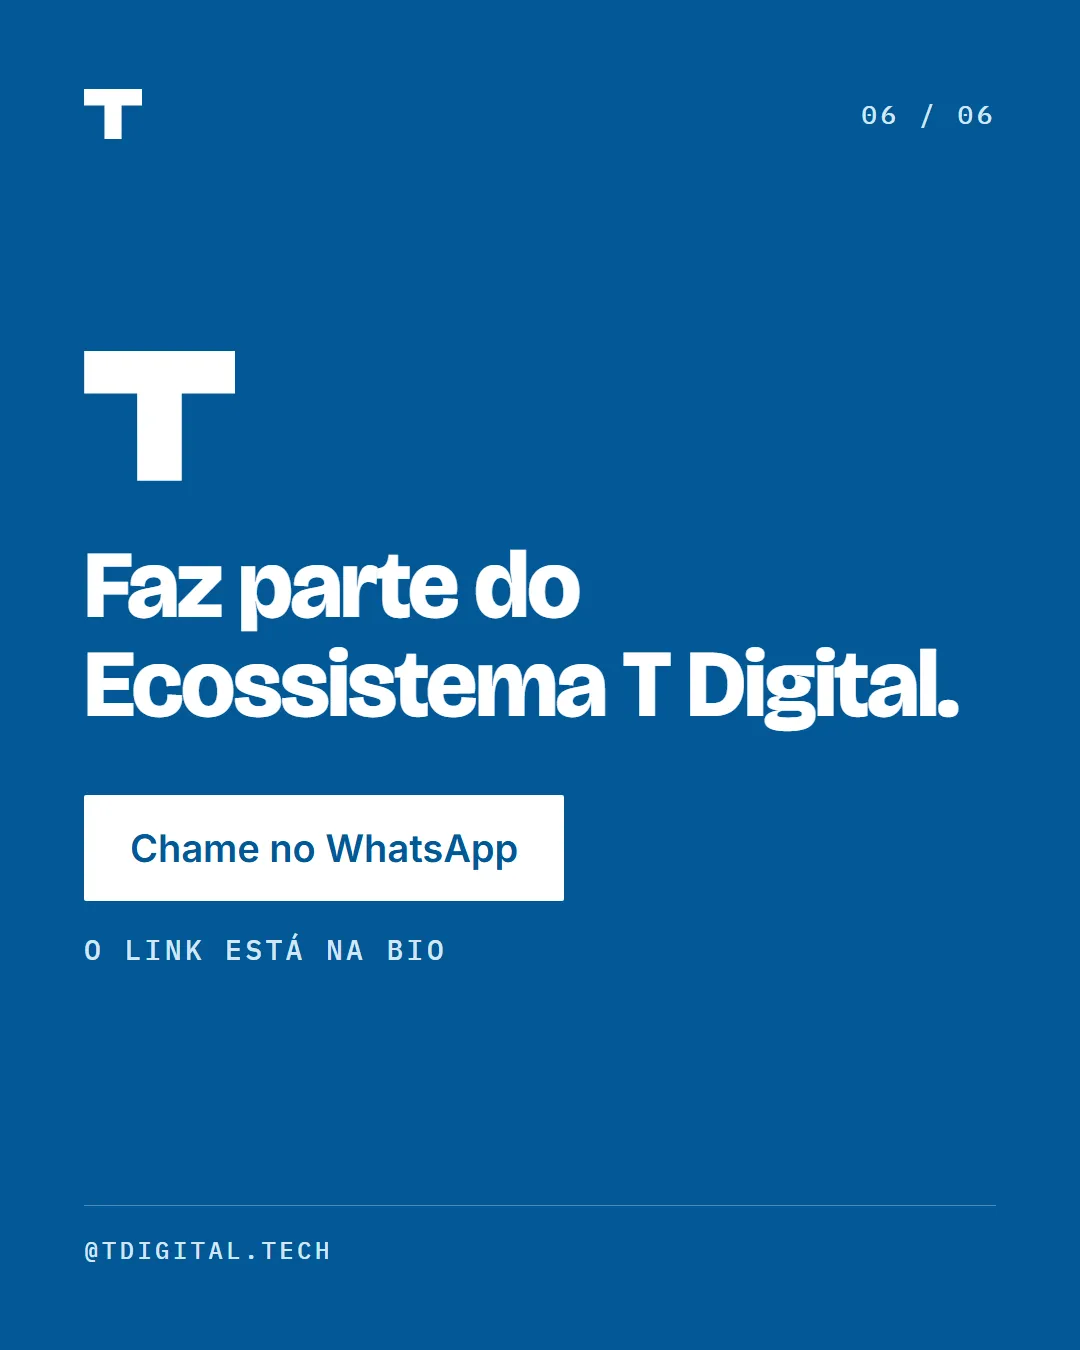 T
06 / 06
T
Faz parte do
Ecossistema T Digital.
Chame no WhatsApp
O LINK ESTÁ NA BIO
@TDIGITAL.TECH